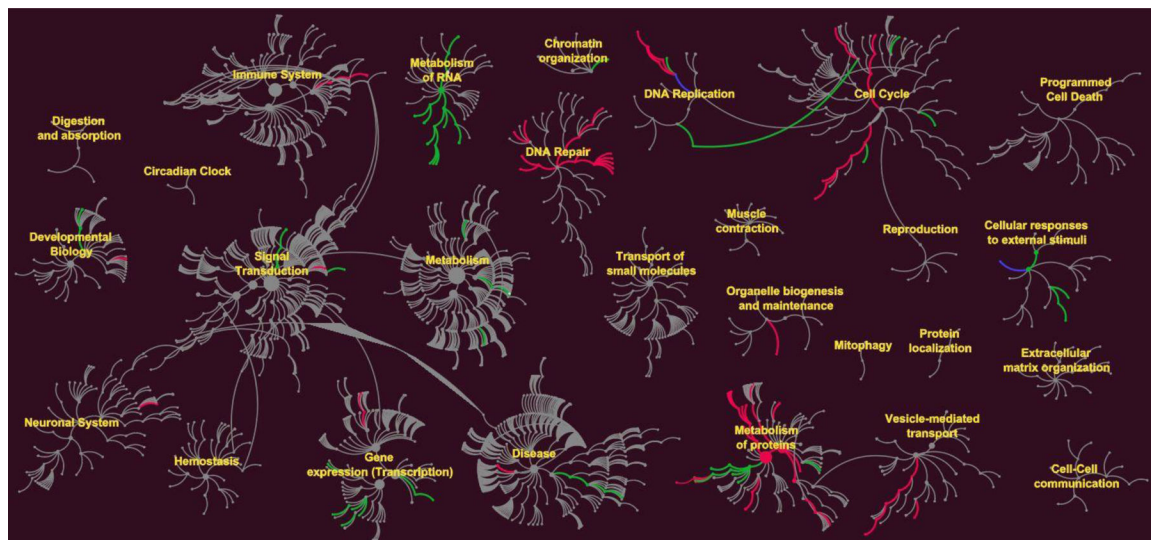 Immune System
Metabolism
of RNA
Chromatin
organization
DNA Replication
Cell Cycle
Programmed
Cell Death
Digestion
and absorption
Circadian Clock
DNA Repair
Developmental
Biology
Signal
Transduction
Metabolism
Transport of
small molecules
Muscle
contraction
Reproduction
Cellular responses
to external stimuli
Organelle biogenesis
and maintenance
Mitophagy
Protein
localization
Extracellular
matrix organization
Neuronal System
Hemostasis
Gene
expression (Transcription)
Disease
Metabolism
of proteins
Vesicle-mediated
transport
Cell-Cell
communication